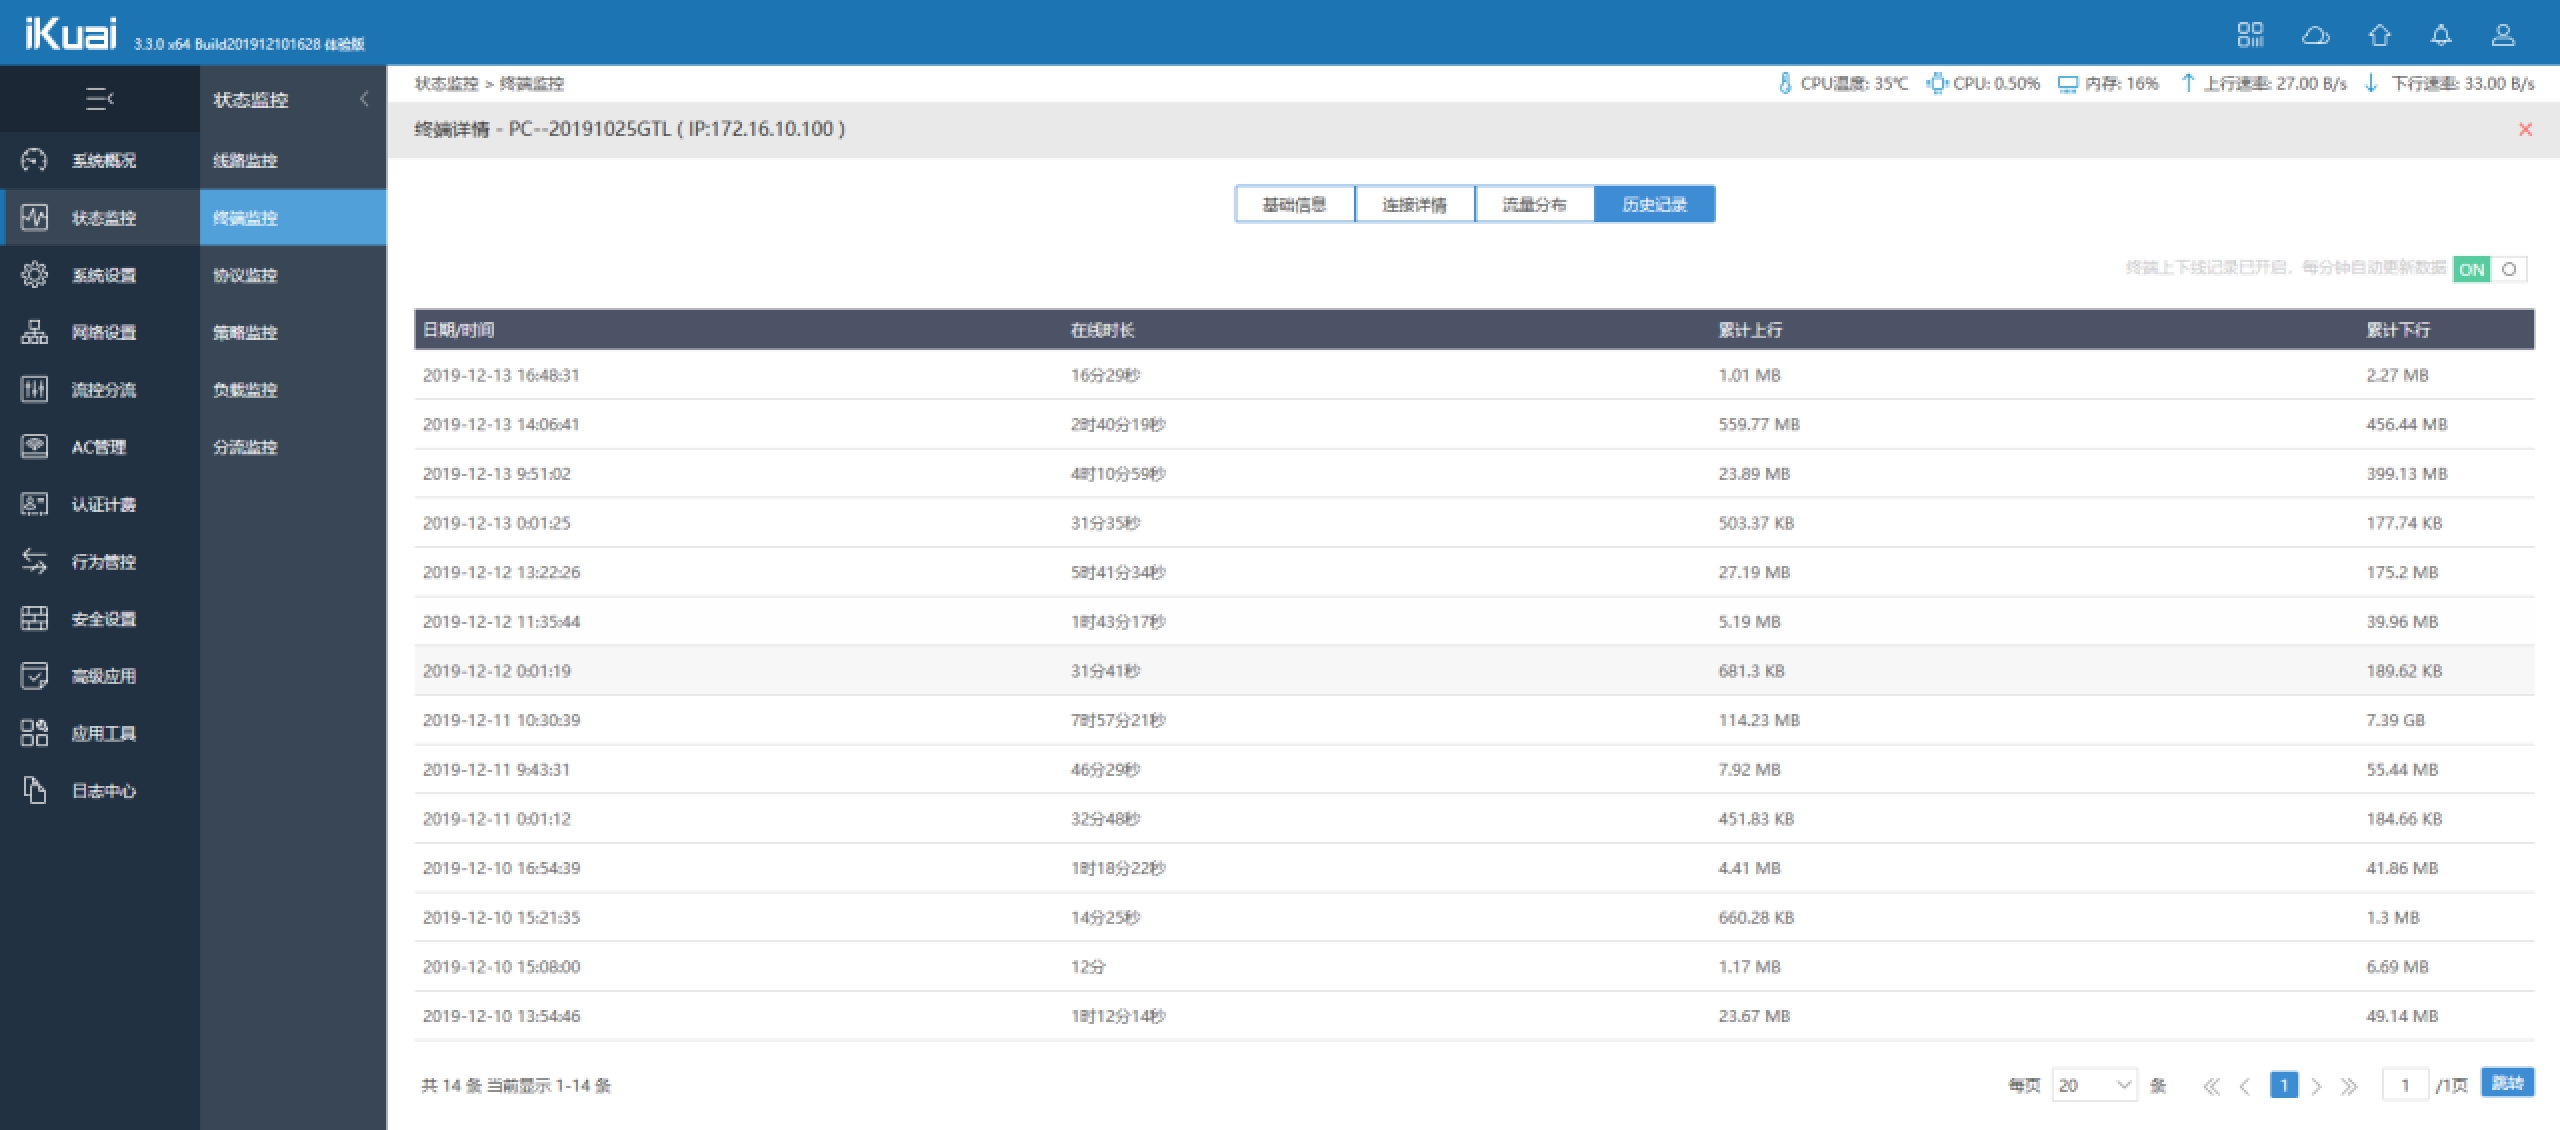 iKuai 3.3.0 x64 Build201912101628 体验版
状态监控
系统概况
状态监控
系统设置
网络设置
流控分流
AC管理
认证计费
行为管控
安全设置
高级应用
应用工具
日志中心
线路监控
终端监控
协议监控
策略监控
负载监控
分流监控
状态监控 > 终端监控
CPU温度: 35℃ CPU: 0.50% 内存: 16% 上行速率: 27.00 B/s 下行速率: 33.00 B/s
终端详情 - PC--20191025GTL ( IP:172.16.10.100 )
基础信息 连接详情 流量分布 历史记录
终端上下线记录已开启，每分钟自动更新数据 ON
日期/时间 在线时长 累计上行 累计下行
2019-12-13 16:48:31 16分29秒 1.01 MB 2.27 MB
2019-12-13 14:06:41 2时40分19秒 559.77 MB 456.44 MB
2019-12-13 9:51:02 4时10分59秒 23.89 MB 399.13 MB
2019-12-13 0:01:25 31分35秒 503.37 KB 177.74 KB
2019-12-12 13:22:26 5时41分34秒 27.19 MB 175.2 MB
2019-12-12 11:35:44 1时43分17秒 5.19 MB 39.96 MB
2019-12-12 0:01:19 31分41秒 681.3 KB 189.62 KB
2019-12-11 10:30:39 7时57分21秒 114.23 MB 7.39 GB
2019-12-11 9:43:31 46分29秒 7.92 MB 55.44 MB
2019-12-11 0:01:12 32分48秒 451.83 KB 184.66 KB
2019-12-10 16:54:39 1时18分22秒 4.41 MB 41.86 MB
2019-12-10 15:21:35 14分25秒 660.28 KB 1.3 MB
2019-12-10 15:08:00 12分 1.17 MB 6.69 MB
2019-12-10 13:54:46 1时12分14秒 23.67 MB 49.14 MB
共 14 条 当前显示 1-14 条
每页 20 条 1 1 /1页 跳转